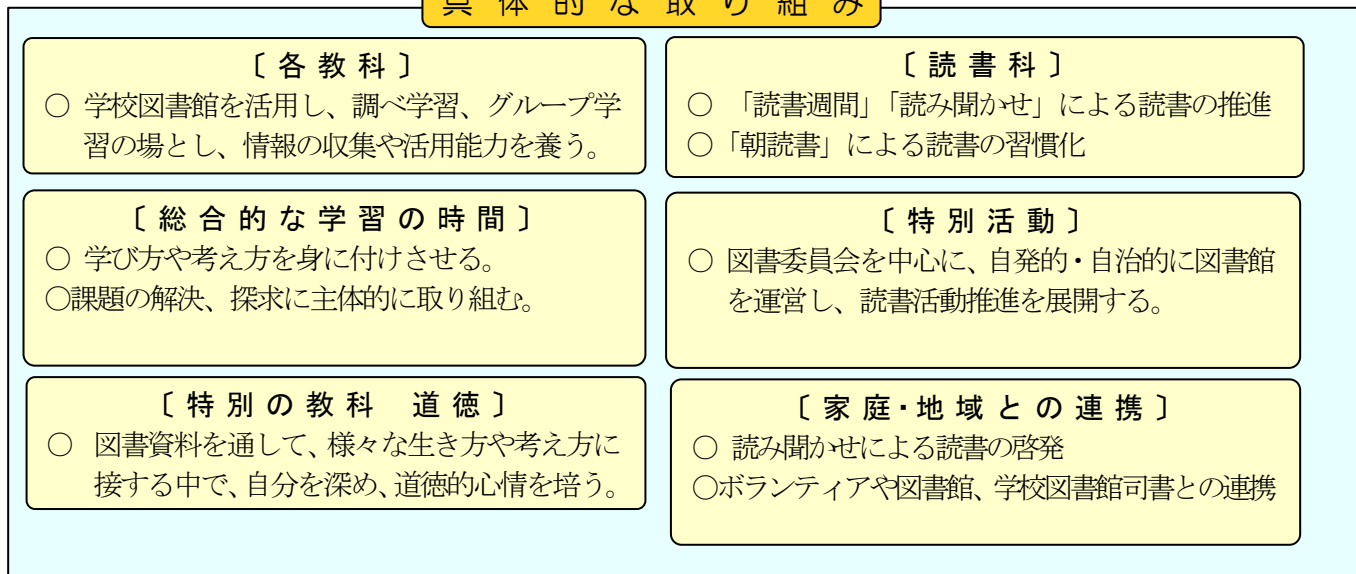 具体的な取り組み
〔各教科〕
○ 学校図書館を活用し、調べ学習、グループ学
習の場とし、情報の収集や活用能力を養う。
〔読書科〕
○ 「読書週間」「読み聞かせ」による読書の推進
○「朝読書」による読書の習慣化
〔総合的な学習の時間〕
○ 学び方や考え方を身に付けさせる。
○課題の解決、探求に主体的に取り組む。
〔特別活動〕
○ 図書委員会を中心に、自発的・自治的に図書館
を運営し、読書活動推進を展開する。
〔特別の教科 道徳〕
○ 図書資料を通して、様々な生き方や考え方に
接する中で、自分を深め、道徳的心情を培う。
〔家庭・地域との連携〕
○ 読み聞かせによる読書の啓発
○ボランティアや図書館、学校図書館司書との連携